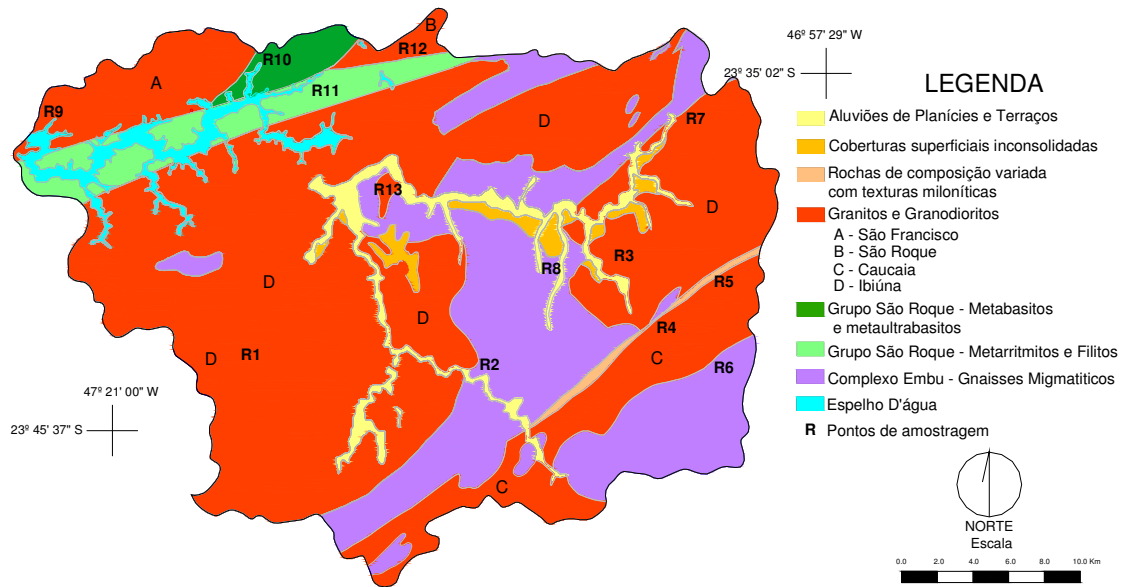 B
R10
R12
A
R11
R9
D
R7
R13
D
R3
R8
D
R5
D
R4
D
R1
C
R2
R6
C
47º 21' 00" W
23º 45' 37" S
46º 57' 29" W
23º 35' 02" S
LEGENDA
Aluviões de Planícies e Terraços
Coberturas superficiais inconsolidadas
Rochas de composição variada
com texturas miloníticas
Granitos e Granodioritos
A - São Francisco
B - São Roque
C - Caucaia
D - Ibiúna
Grupo São Roque - Metabasitos
e metaultrabasitos
Grupo São Roque - Metarritmitos e Filitos
Complexo Embu - Gnaisses Migmatiticos
Espelho D'água
R Pontos de amostragem
NORTE
Escala
0.0 2.0 4.0 6.0 8.0 10.0 Km